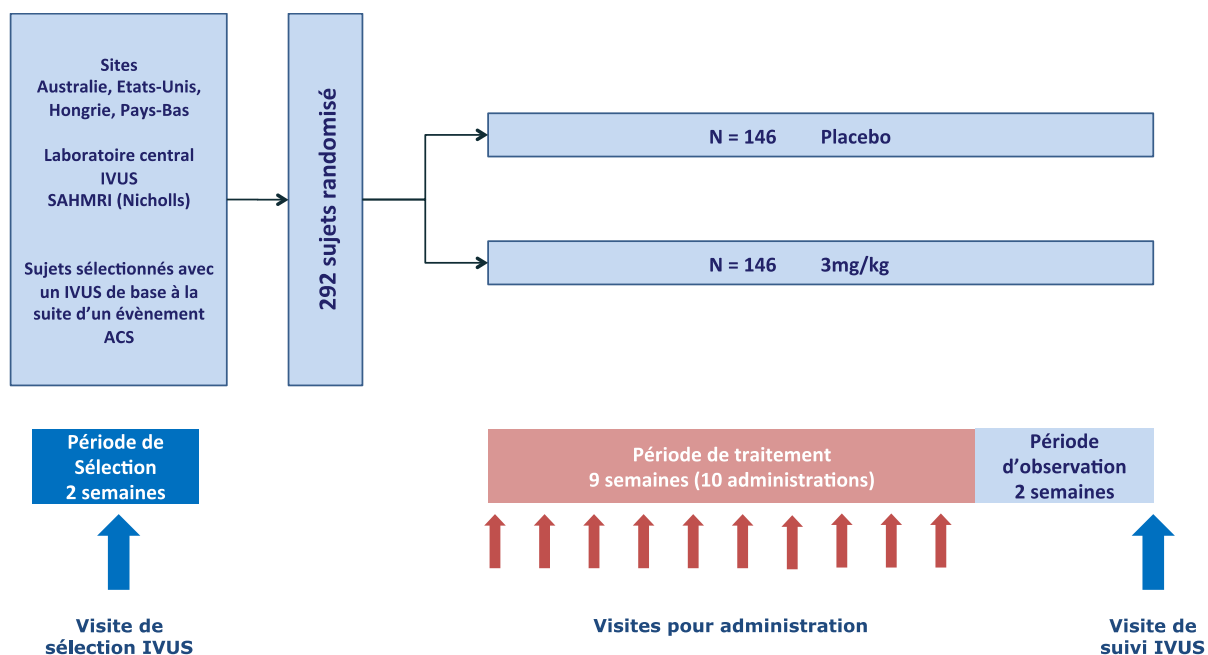 Sites
Australie, Etats-Unis,
Hongrie, Pays-Bas
Laboratoire central
IVUS
SAHMRI (Nicholls)
Sujets sélectionnés avec
un IVUS de base à la
suite d'un évènement
ACS
292 sujets randomisé
N = 146 Placebo
N = 146 3mg/kg
Période de
Sélection
2 semaines
Période de traitement
9 semaines (10 administrations)
Période
d'observation
2 semaines
Visite de
sélection IVUS
Visites pour administration
Visite de
suivi IVUS